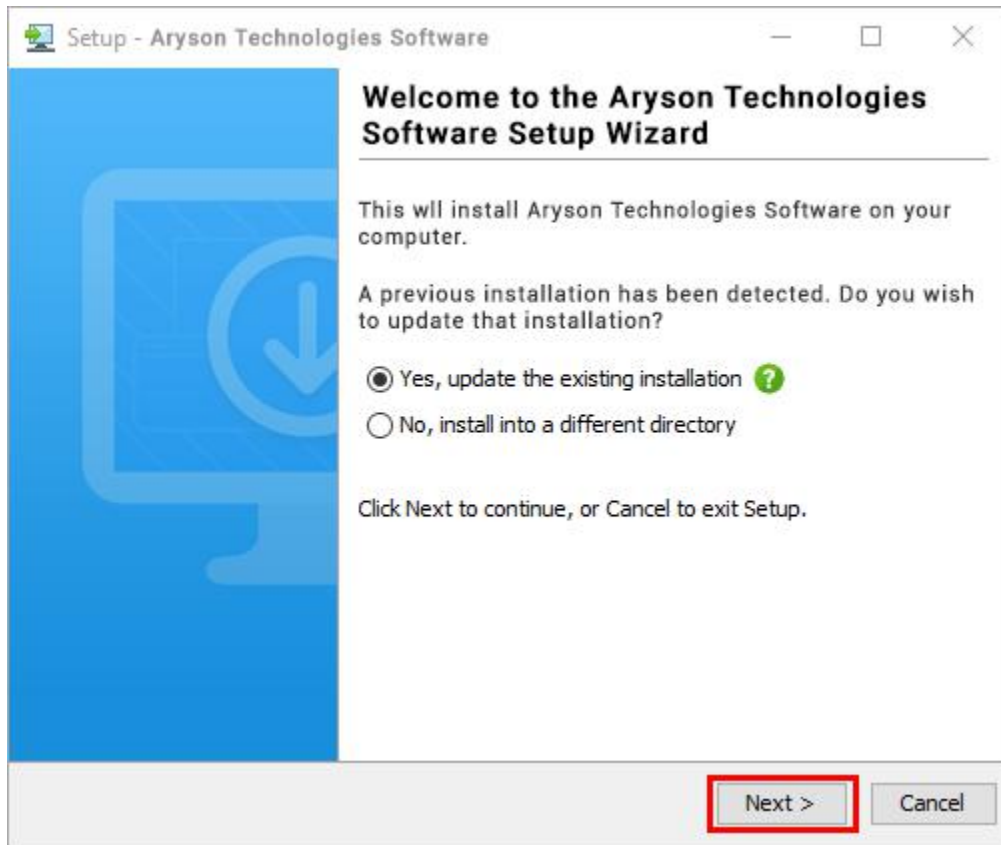 Setup - Aryson Technologies Software
Welcome to the Aryson Technologies
Software Setup Wizard
This wll install Aryson Technologies Software on your
computer.
A previous installation has been detected. Do you wish
to update that installation?
Yes, update the existing installation ?
No, install into a different directory
Click Next to continue, or Cancel to exit Setup.
Next >
Cancel